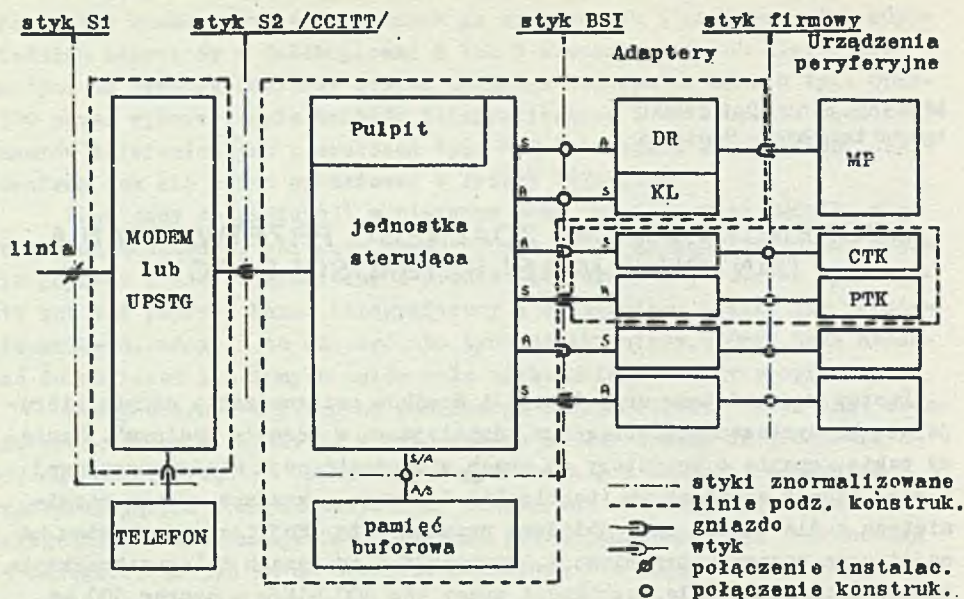 styk S1
styk S2 /CCITT/
styk BSI
styk firmowy
Adaptery
Urządzenia
peryferyjne
Pulpit
S
A
DR
MP
A
S
KL
jednostka
sterująca
linia
MODEM
lub
UPSTG
A
S
CTK
S
A
PTK
A
S
S
A
S/A
A/S
TELEFON
pamięć
buforowa
styki znormalizowane
linie podz. konstruk.
gniazdo
wtyk
połączenie instalac.
połączenie konstruk.